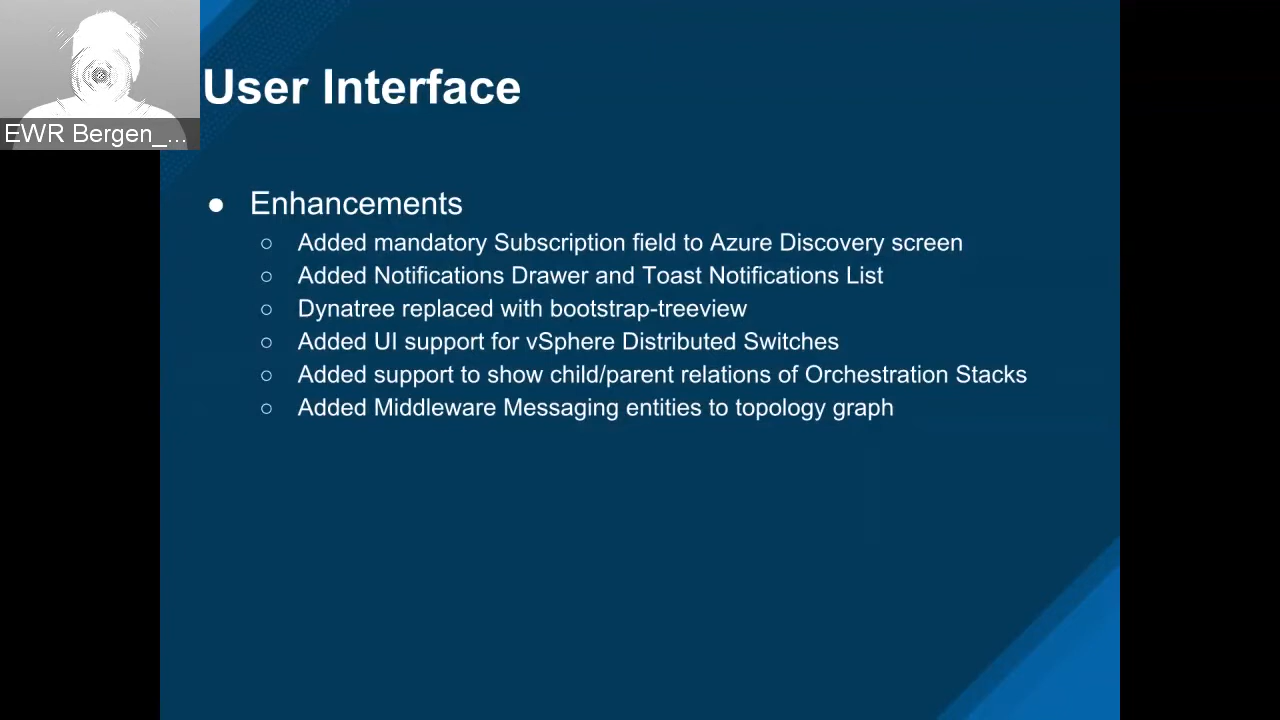 User Interface
EWR Bergen_...
● Enhancements
○ Added mandatory Subscription field to Azure Discovery screen
○ Added Notifications Drawer and Toast Notifications List
○ Dynatree replaced with bootstrap-treeview
○ Added UI support for vSphere Distributed Switches
○ Added support to show child/parent relations of Orchestration Stacks
○ Added Middleware Messaging entities to topology graph